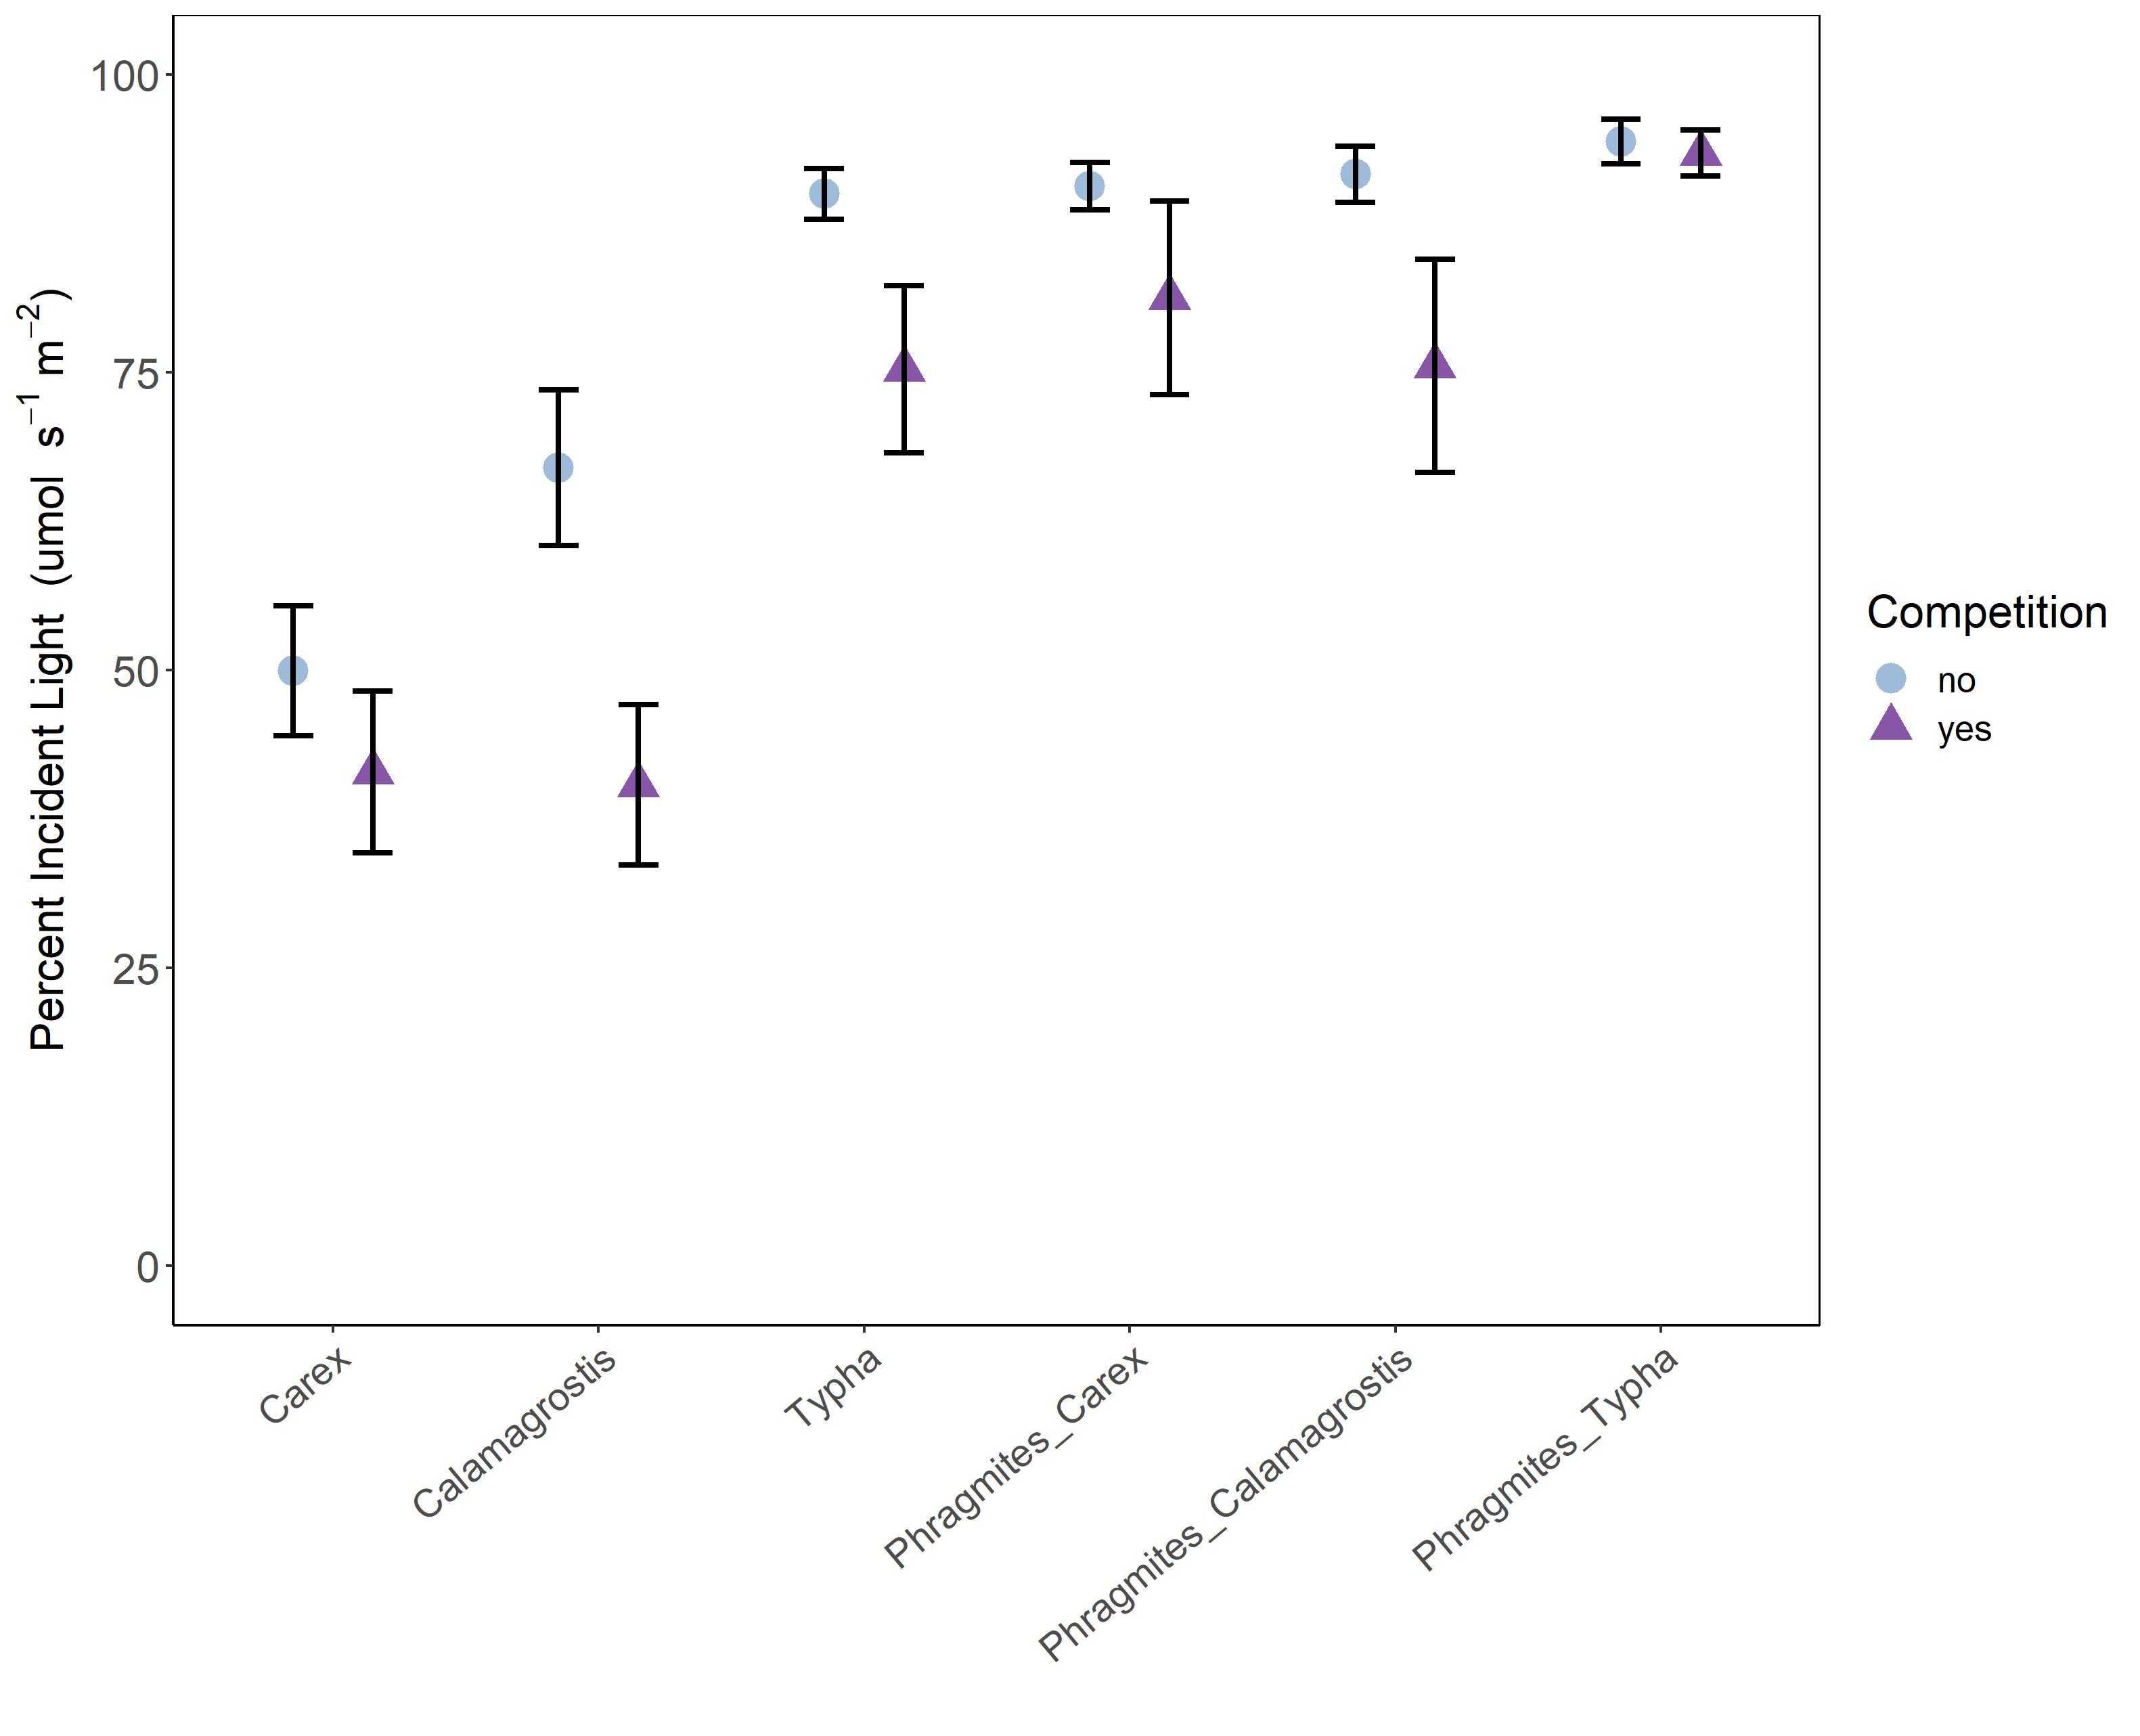 Percent Incident Light (umol s⁻¹ m⁻²)
100
75
50
25
0
Carex
Calamagrostis
Typha
Phragmites_Carex
Phragmites_Calamagrostis
Phragmites_Typha
Competition
no
yes